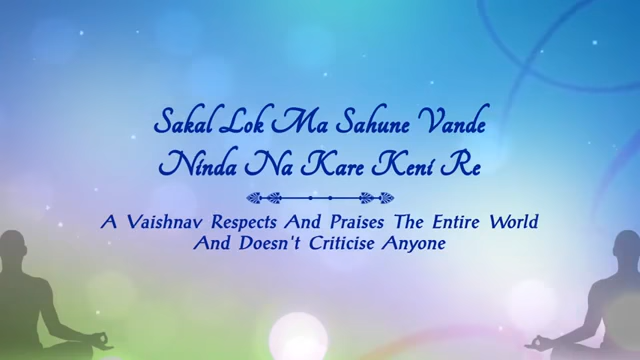 Sakal Lok Ma Sahune Vande
Ninda Na Kare Keni Re
A Vaishnav Respects And Praises The Entire World
And Doesn't Criticise Anyone